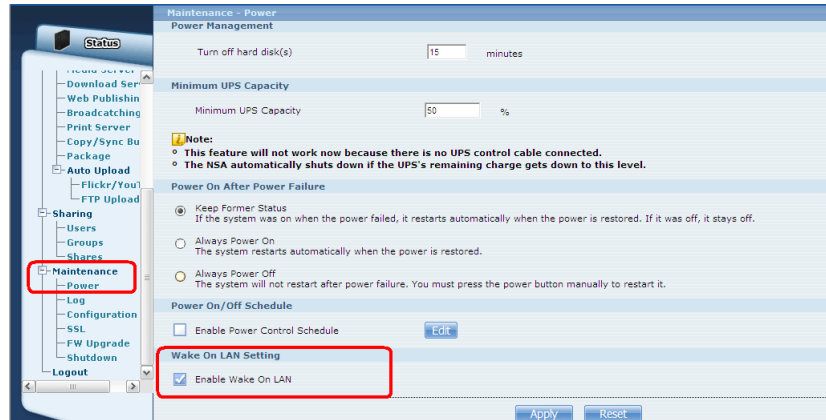 Status
Download Ser
Web Publishin
Broadcatching
Print Server
Copy/Sync Bu
Package
Auto Upload
Flickr/You
FTP Upload
Sharing
Users
Groups
Shares
Maintenance
Power
Log
Configuration
SSL
FW Upgrade
Shutdown
Logout
Maintenance - Power
Power Management
Turn off hard disk(s) 15 minutes
Minimum UPS Capacity
Minimum UPS Capacity 50 %
Note:
This feature will not work now because there is no UPS control cable connected.
The NSA automatically shuts down if the UPS's remaining charge gets down to this level.
Power On After Power Failure
Keep Former Status
If the system was on when the power failed, it restarts automatically when the power is restored. If it was off, it stays off.
Always Power On
The system restarts automatically when the power is restored.
Always Power Off
The system will not restart after power failure. You must press the power button manually to restart it.
Power On/Off Schedule
Enable Power Control Schedule Edit
Wake On LAN Setting
Enable Wake On LAN
Apply Reset